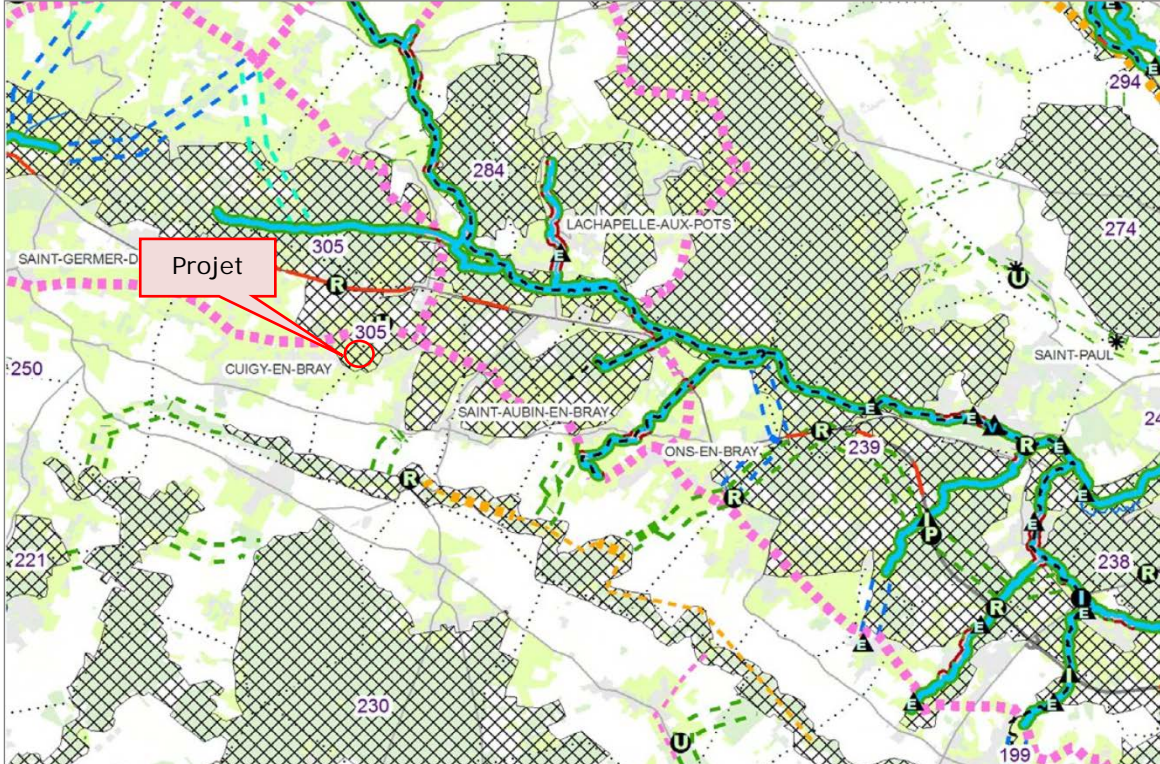 E
E
294
284
274
LACHAPELLE-AUX-POTS
305
E
SAINT-GERMER-D
Projet
U
R
305
SAINT-PAUL
250
CUIGY-EN-BRAY
E
E
V
SAINT-AUBIN-EN-BRAY
R
24
ONS-EN-BRAY
239
R
E
R
R
E
I
P
E
221
238
R
R
I
E
E
E
I
230
E
E
U
199